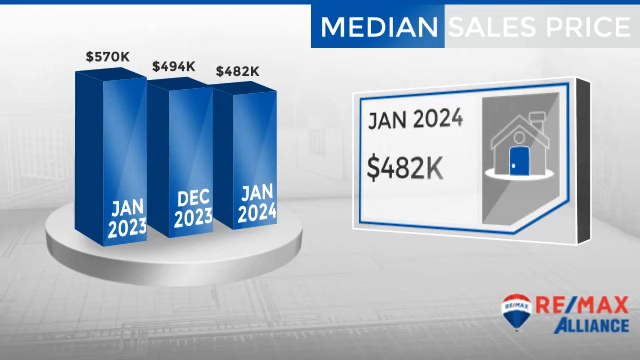 MEDIAN SALES PRICE
$570K
$494K
$482K
JAN
2023
DEC
2023
JAN
2024
JAN 2024
$482K
RE/MAX
RE/MAX
ALLIANCE